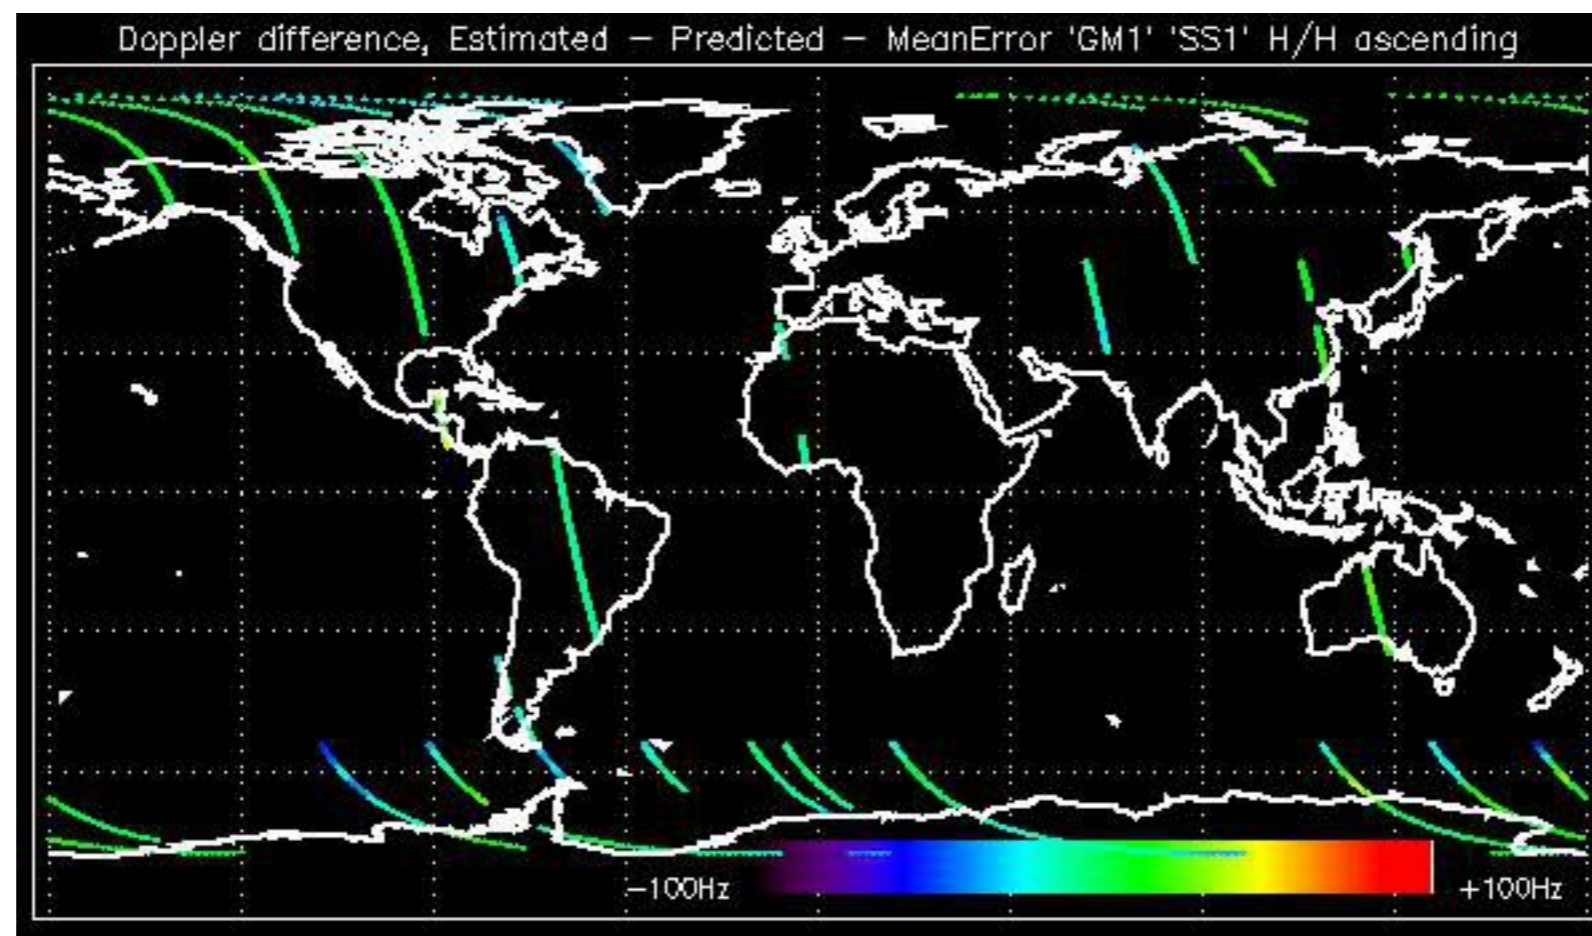 Doppler difference, Estimated − Predicted − MeanError 'GM1' 'SS1' H/H ascending
−100Hz
+100Hz